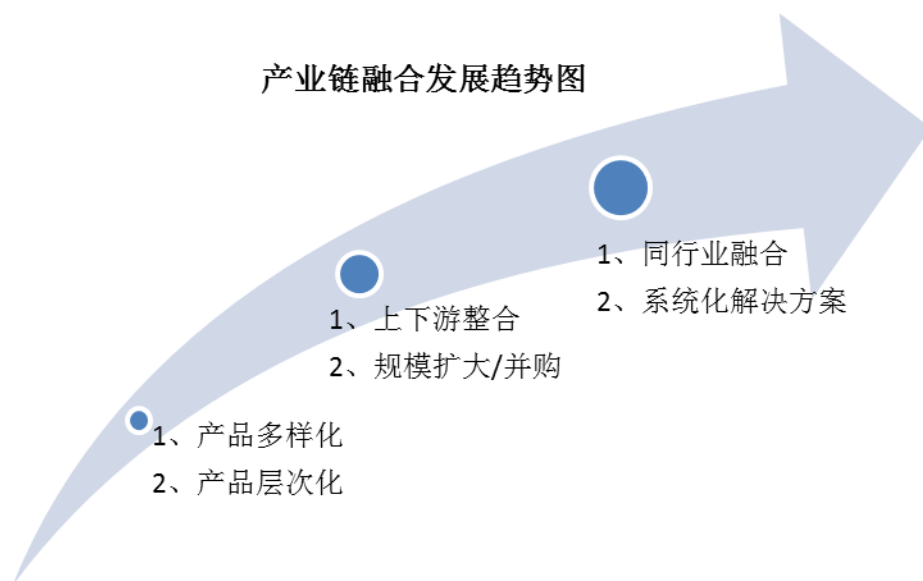 产业链融合发展趋势图
1、同行业融合
2、系统化解决方案
1、上下游整合
2、规模扩大/并购
1、产品多样化
2、产品层次化